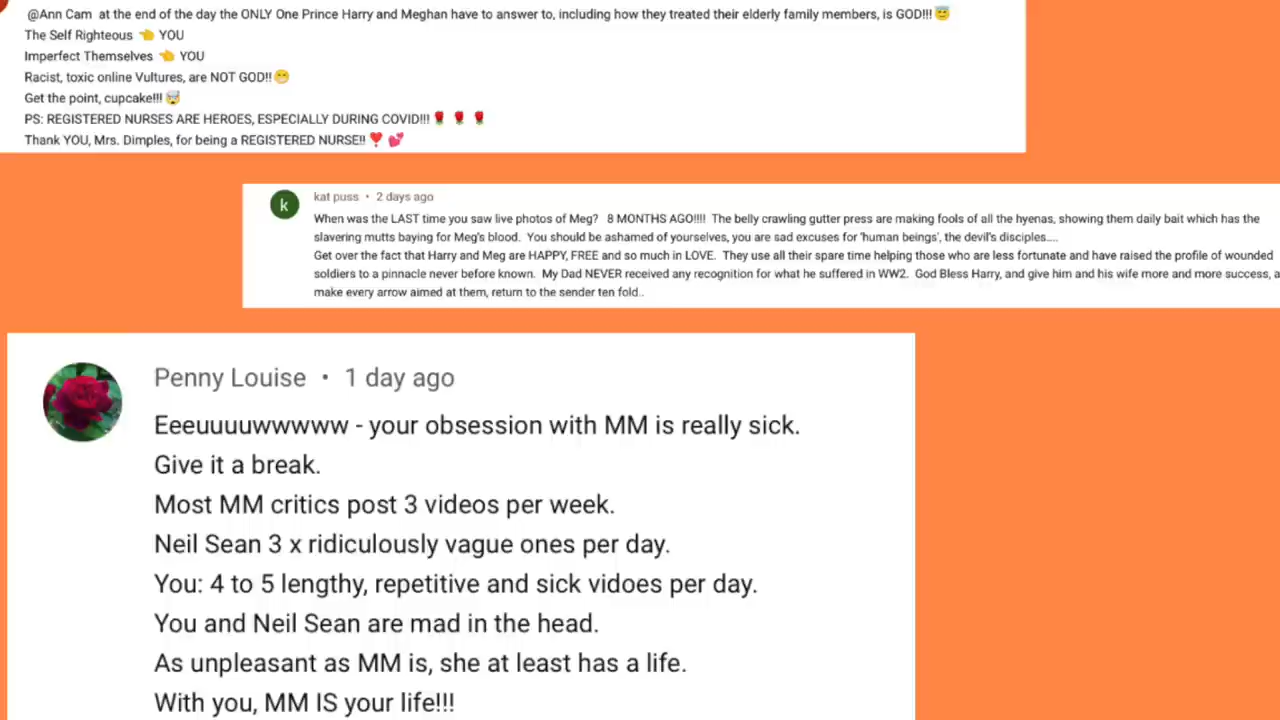 @Ann Cam at the end of the day the ONLY One Prince Harry and Meghan have to answer to, including how they treated their elderly family members, is GOD!!! 😇
The Self Righteous 👈 YOU
Imperfect Themselves 👈 YOU
Racist, toxic online Vultures, are NOT GOD!! 😁
Get the point, cupcake!!! 🤯
PS: REGISTERED NURSES ARE HEROES, ESPECIALLY DURING COVID!!! 🌹 🌹 🌹
Thank YOU, Mrs. Dimples, for being a REGISTERED NURSE!! ❣️ 💕
k
kat puss • 2 days ago
When was the LAST time you saw live photos of Meg? 8 MONTHS AGO!!!! The belly crawling gutter press are making fools of all the hyenas, showing them daily bait which has the
slavering mutts baying for Meg's blood. You should be ashamed of yourselves, you are sad excuses for 'human beings', the devil's disciples....
Get over the fact that Harry and Meg are HAPPY, FREE and so much in LOVE. They use all their spare time helping those who are less fortunate and have raised the profile of wounded
soldiers to a pinnacle never before known. My Dad NEVER received any recognition for what he suffered in WW2. God Bless Harry, and give him and his wife more and more success, a
make every arrow aimed at them, return to the sender ten fold..
Penny Louise • 1 day ago
Eeeuuuuwwwww - your obsession with MM is really sick.
Give it a break.
Most MM critics post 3 videos per week.
Neil Sean 3 x ridiculously vague ones per day.
You: 4 to 5 lengthy, repetitive and sick vidoes per day.
You and Neil Sean are mad in the head.
As unpleasant as MM is, she at least has a life.
With you, MM IS your life!!!